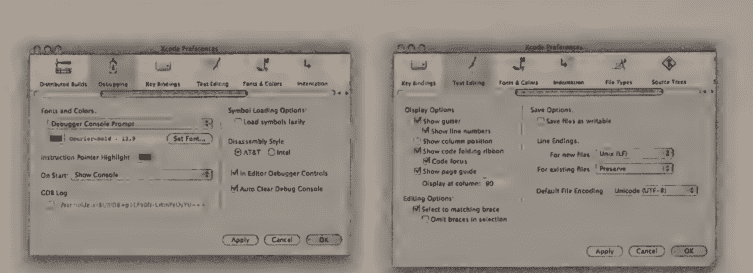 Xcode Preferences
Distributed Builds Debugging Key Bindings Text Editing Fonts & Colors Indentation
Fonts and Colors:
Debugger Console Prompt
Courier-Bold - 13.0 Set Font...
Instruction Pointer Highlight
On Start: Show Console
GDB Log
Symbol Loading Options:
Load symbols lazily
Disassembly Style
AT&T Intel
In Editor Debugger Controls
Auto Clear Debug Console
Apply Cancel OK
Xcode Preferences
Key Bindings Text Editing Fonts & Colors Indentation File Types Source Trees
Display Options
Show gutter
Show line numbers
Show column position
Show code folding ribbon
Code focus
Show page guide
Display at column: 90
Editing Options:
Select to matching brace
Omit braces in selection
Save Options:
Save files as writable
Line Endings:
For new files: Unix (LF)
For existing files: Preserve
Default File Encoding Unicode (UTF-8)
Apply Cancel OK